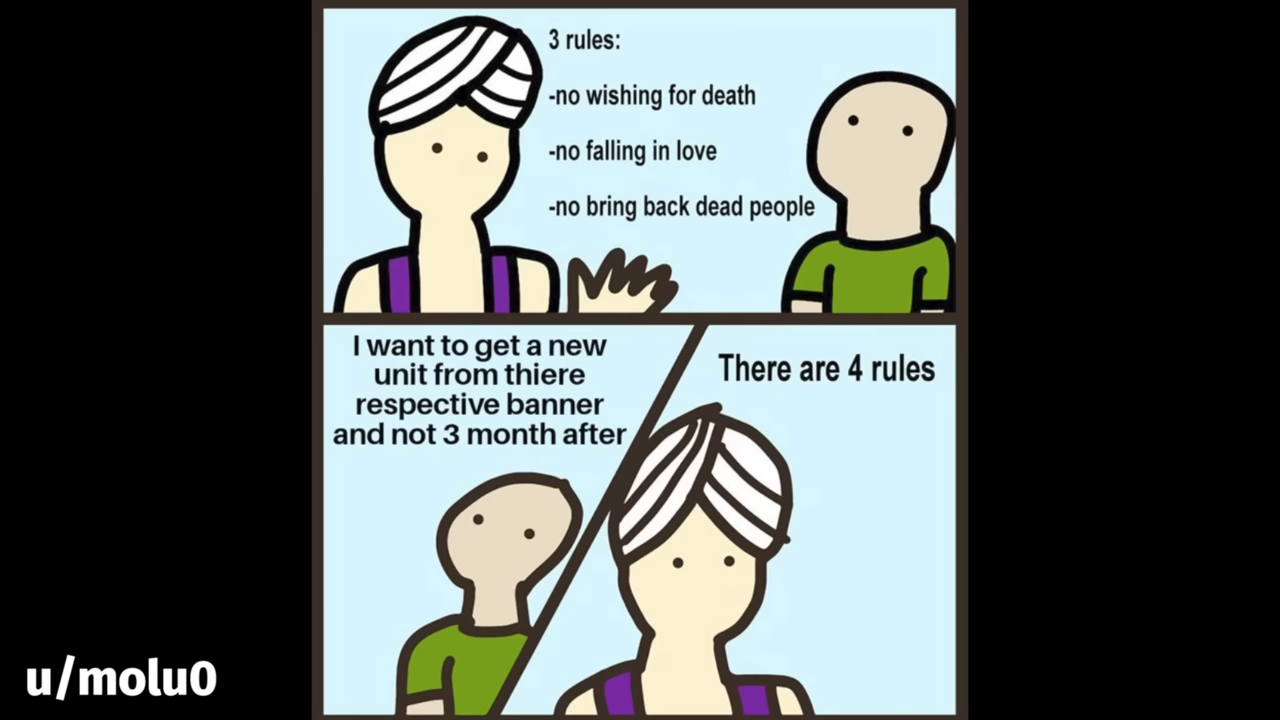 3 rules:
-no wishing for death
-no falling in love
-no bring back dead people
I want to get a new
unit from thiere
respective banner
and not 3 month after
There are 4 rules
u/molu0